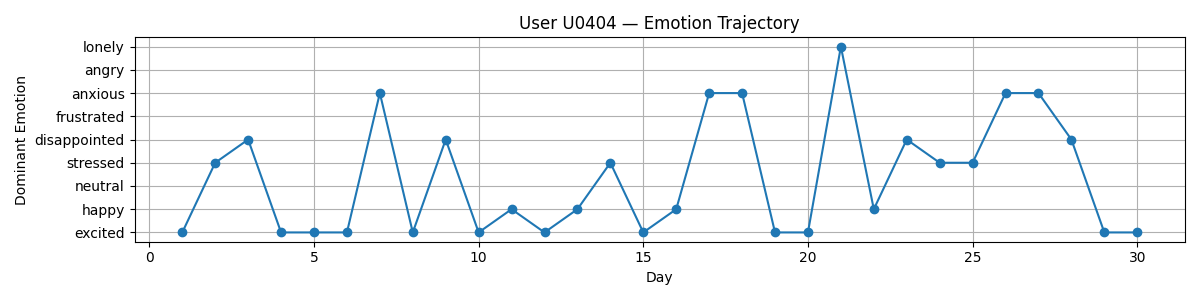 User U0404 — Emotion Trajectory
Dominant Emotion
lonely
angry
anxious
frustrated
disappointed
stressed
neutral
happy
excited
0 5 10 15 20 25 30
Day